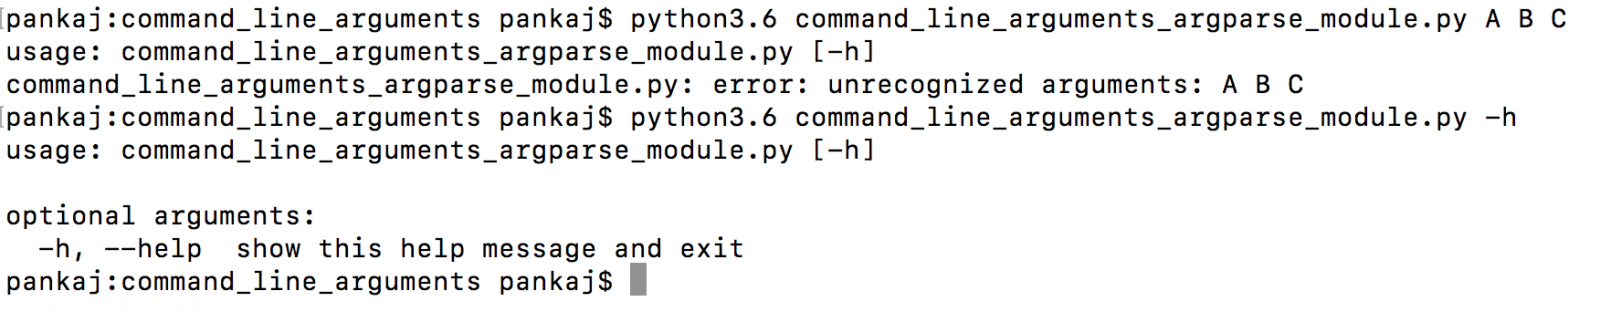 pankaj:command_line_arguments pankaj$ python3.6 command_line_arguments_argparse_module.py A B C
usage: command_line_arguments_argparse_module.py [-h]
command_line_arguments_argparse_module.py: error: unrecognized arguments: A B C
pankaj:command_line_arguments pankaj$ python3.6 command_line_arguments_argparse_module.py -h
usage: command_line_arguments_argparse_module.py [-h]

optional arguments:
  -h, --help  show this help message and exit
pankaj:command_line_arguments pankaj$